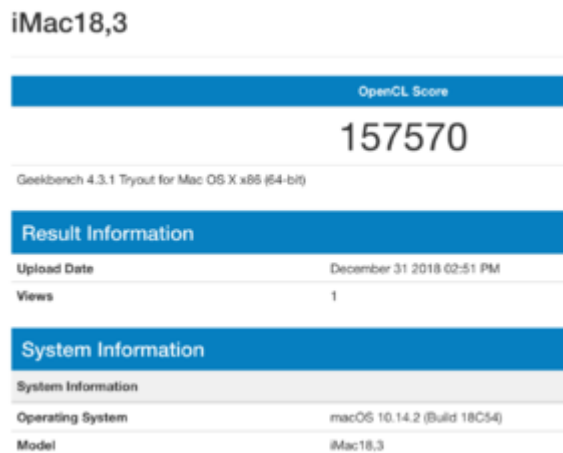 iMac18,3
OpenCL Score
157570
Geekbench 4.3.1 Tryout for Mac OS X x86 (64-bit)
Result Information
Upload Date December 31 2018 02:51 PM
Views 1
System Information
System Information
Operating System macOS 10.14.2 (Build 18C54)
Model iMac18,3